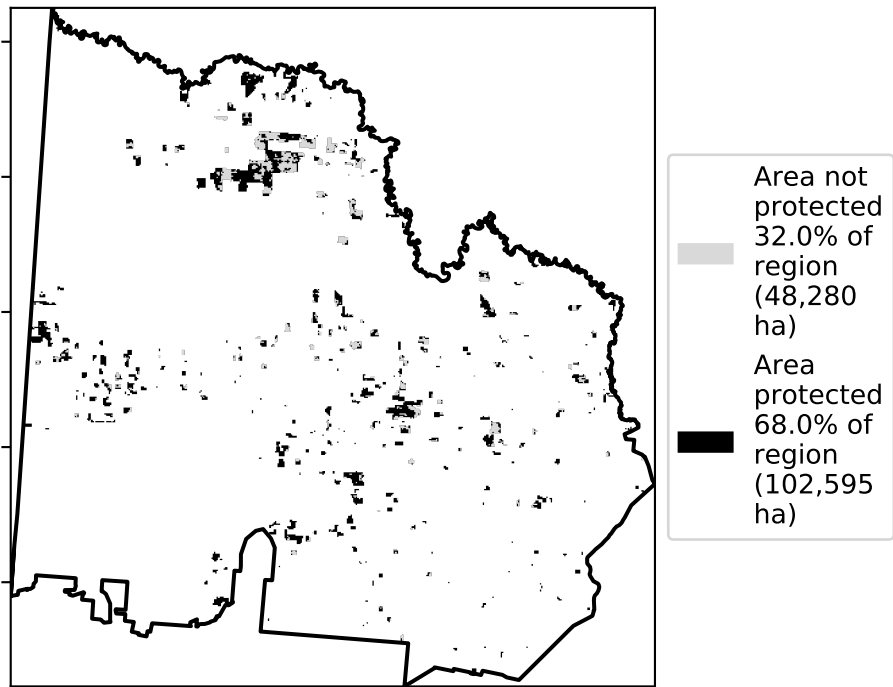 Area not
protected
32.0% of
region
(48,280
ha)
Area
protected
68.0% of
region
(102,595
ha)